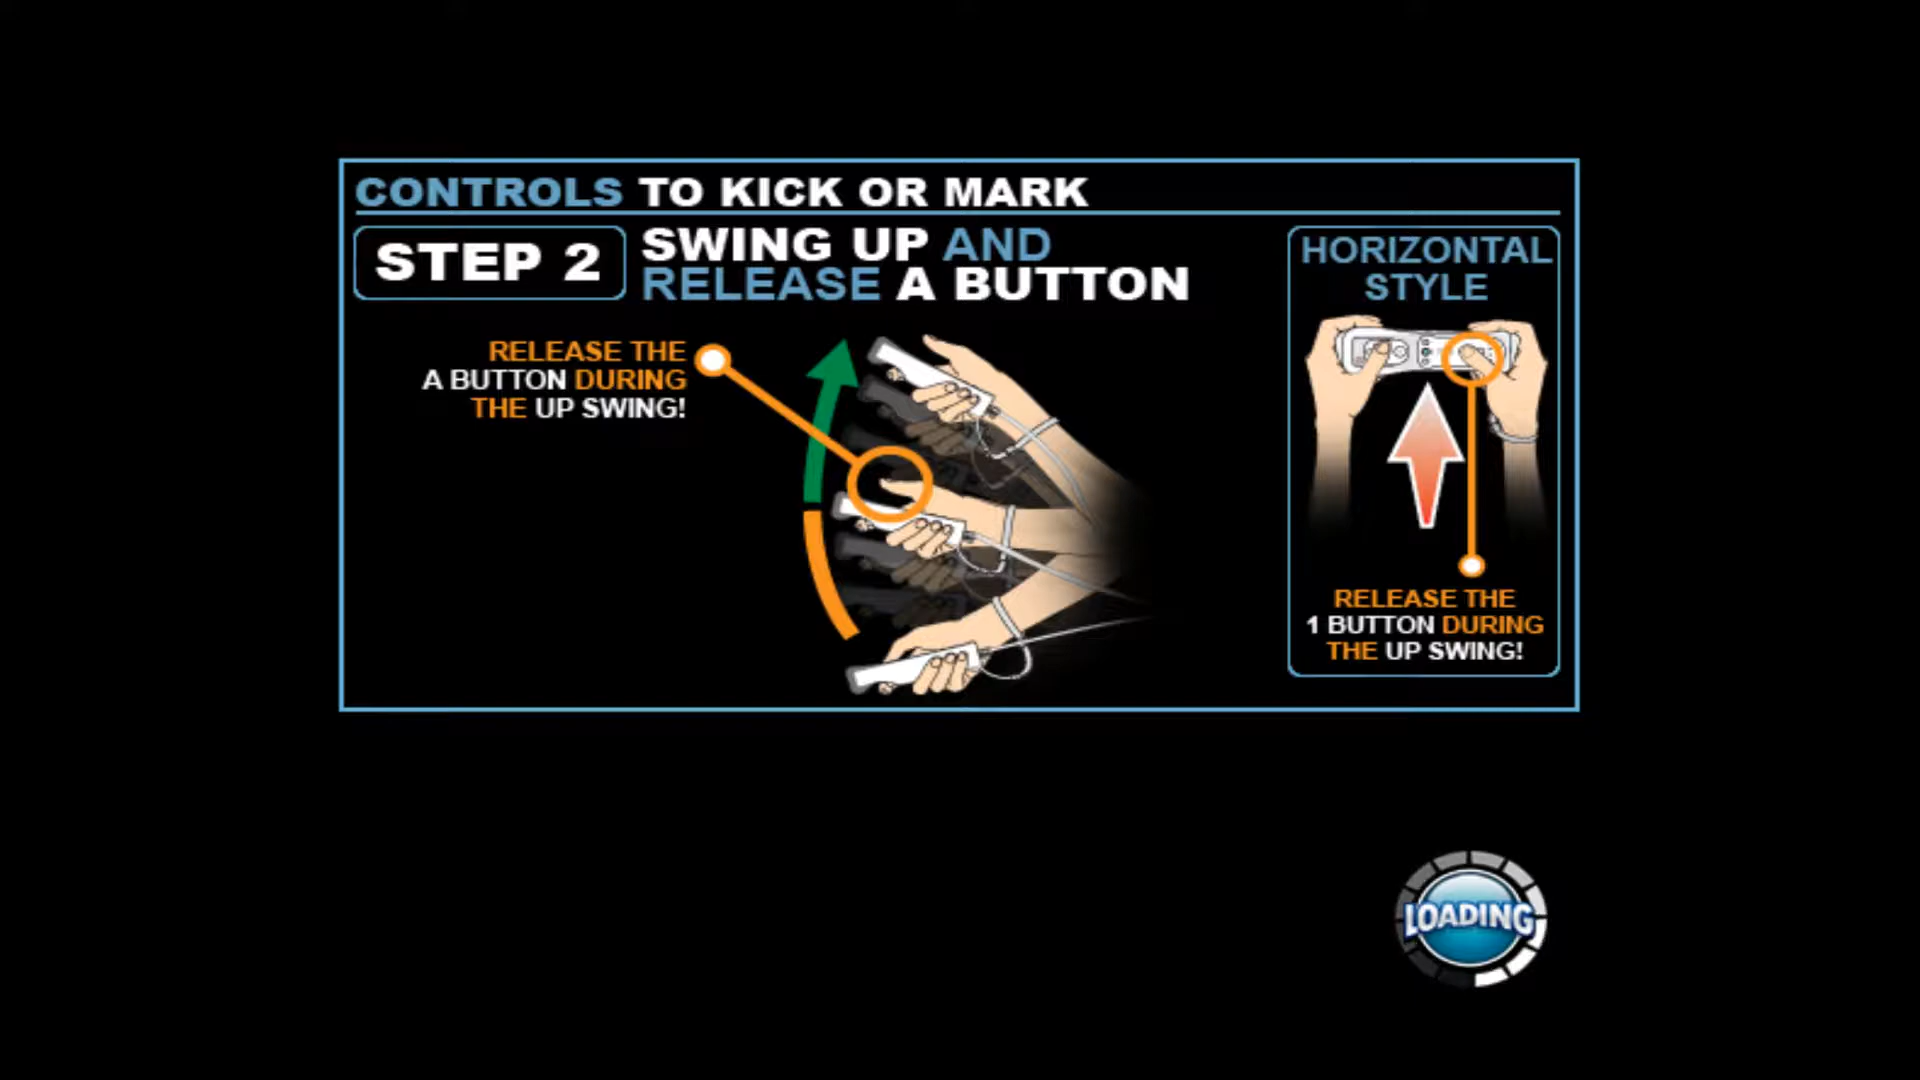 CONTROLS TO KICK OR MARK
STEP 2
SWING UP AND
RELEASE A BUTTON
RELEASE THE
A BUTTON DURING
THE UP SWING!
HORIZONTAL
STYLE
RELEASE THE
1 BUTTON DURING
THE UP SWING!
LOADING